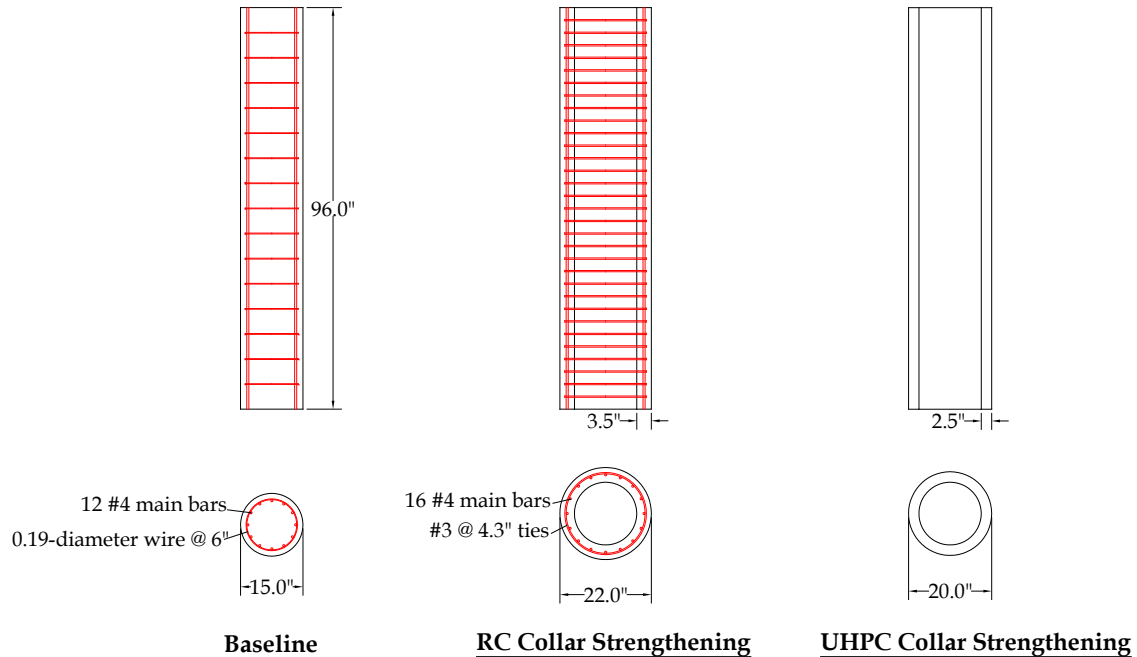 96.0"
3.5"
2.5"
12 #4 main bars
0.19-diameter wire @ 6"
16 #4 main bars
#3 @ 4.3" ties
15.0"
22.0"
20.0"
Baseline
RC Collar Strengthening
UHPC Collar Strengthening